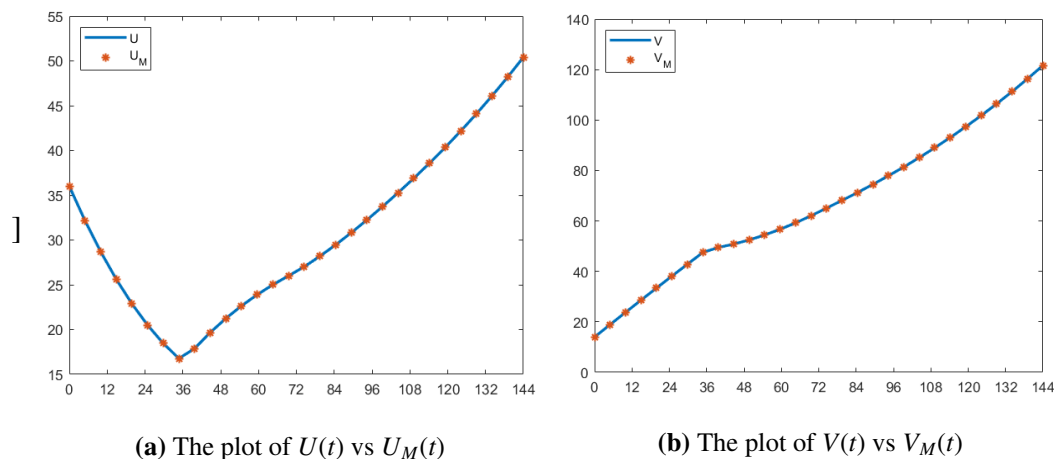 55
50
45
40
35
30
25
20
15
0 12 24 36 48 60 72 84 96 108 120 132 144
U
U_M
]
(a) The plot of U(t) vs U_M(t)
140
120
100
80
60
40
20
0
0 12 24 36 48 60 72 84 96 108 120 132 144
V
V_M
(b) The plot of V(t) vs V_M(t)